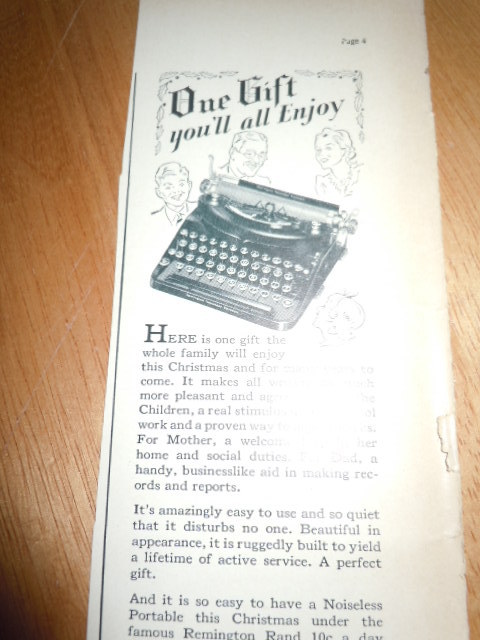 Page 4
One Gift
you'll all Enjoy
HERE is one gift the
whole family will enjoy
this Christmas and for to
come. It makes all
more pleasant and
Children, a real
work and a proven way
For Mother, a her
home and social duties. Dad, a
handy, businesslike aid in making rec-
ords and reports.
It's amazingly easy to use and so quiet
that it disturbs no one. Beautiful in
appearance, it is ruggedly built to yield
a lifetime of active service. A perfect
gift.
And it is so easy to have a Noiseless
Portable this Christmas under the
famous Remington Rand 10c a day